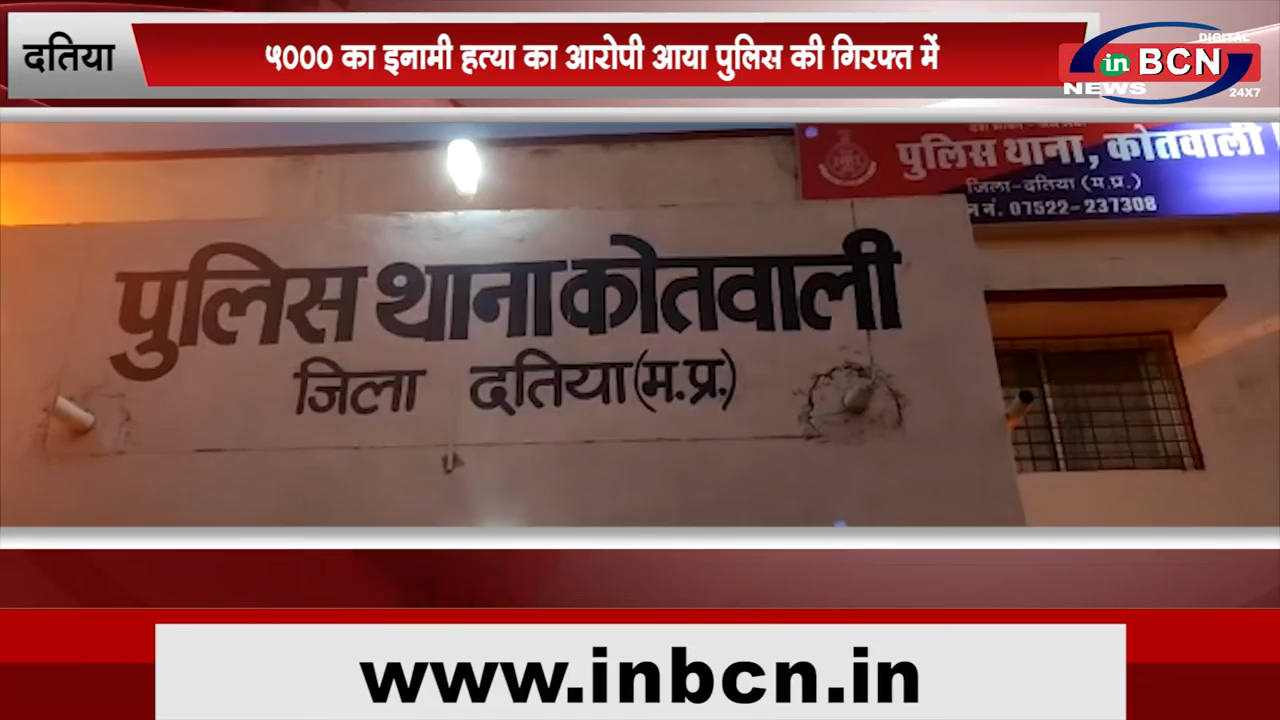 दतिया
५००० का इनामी हत्या का आरोपी आया पुलिस की गिरफ्त में
DIGITAL
in BCN
NEWS
24X7
पुलिस थाना, कोतवाली
जिला-दतिया (म.प्र.)
न नं. 07522-237308
पुलिस थाना कोतवाली
जिला दतिया (म.प्र.)
www.inbcn.in